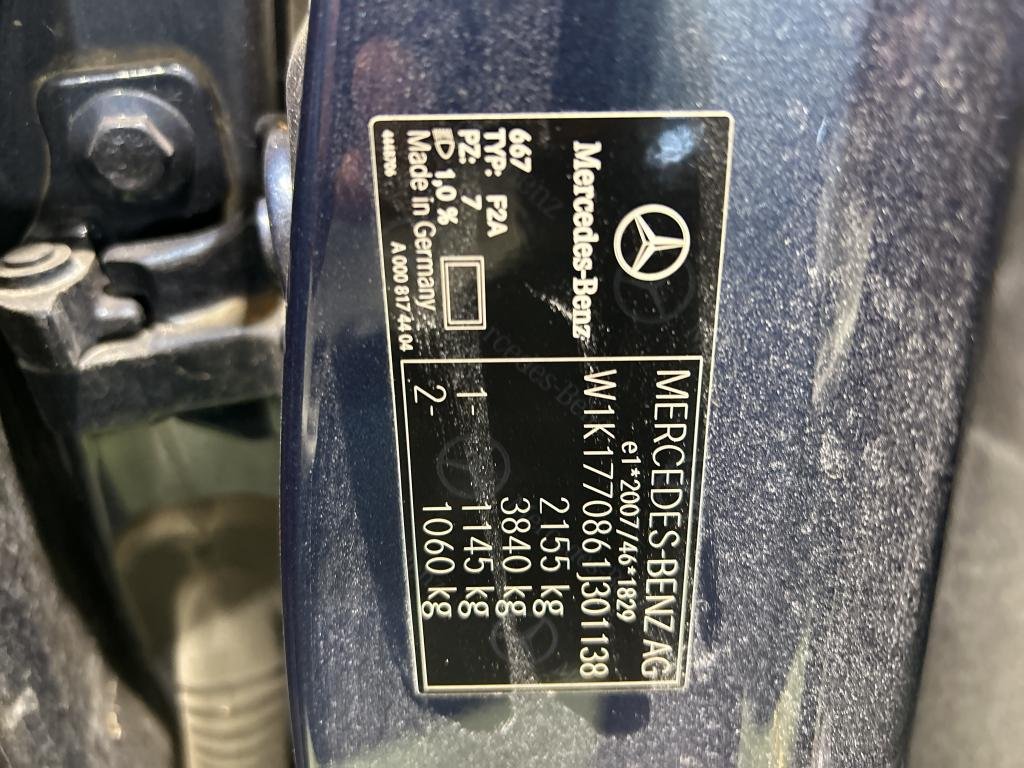 Mercedes-Benz
MERCEDES-BENZ AG
e1*2007/46*1829
W1K1770861J301138
2155 kg
3840 kg
1- 1145 kg
2- 1060 kg
667
TYP: F2A
PZ: 7
1,0 %
Made in Germany
A 000 817 44 04